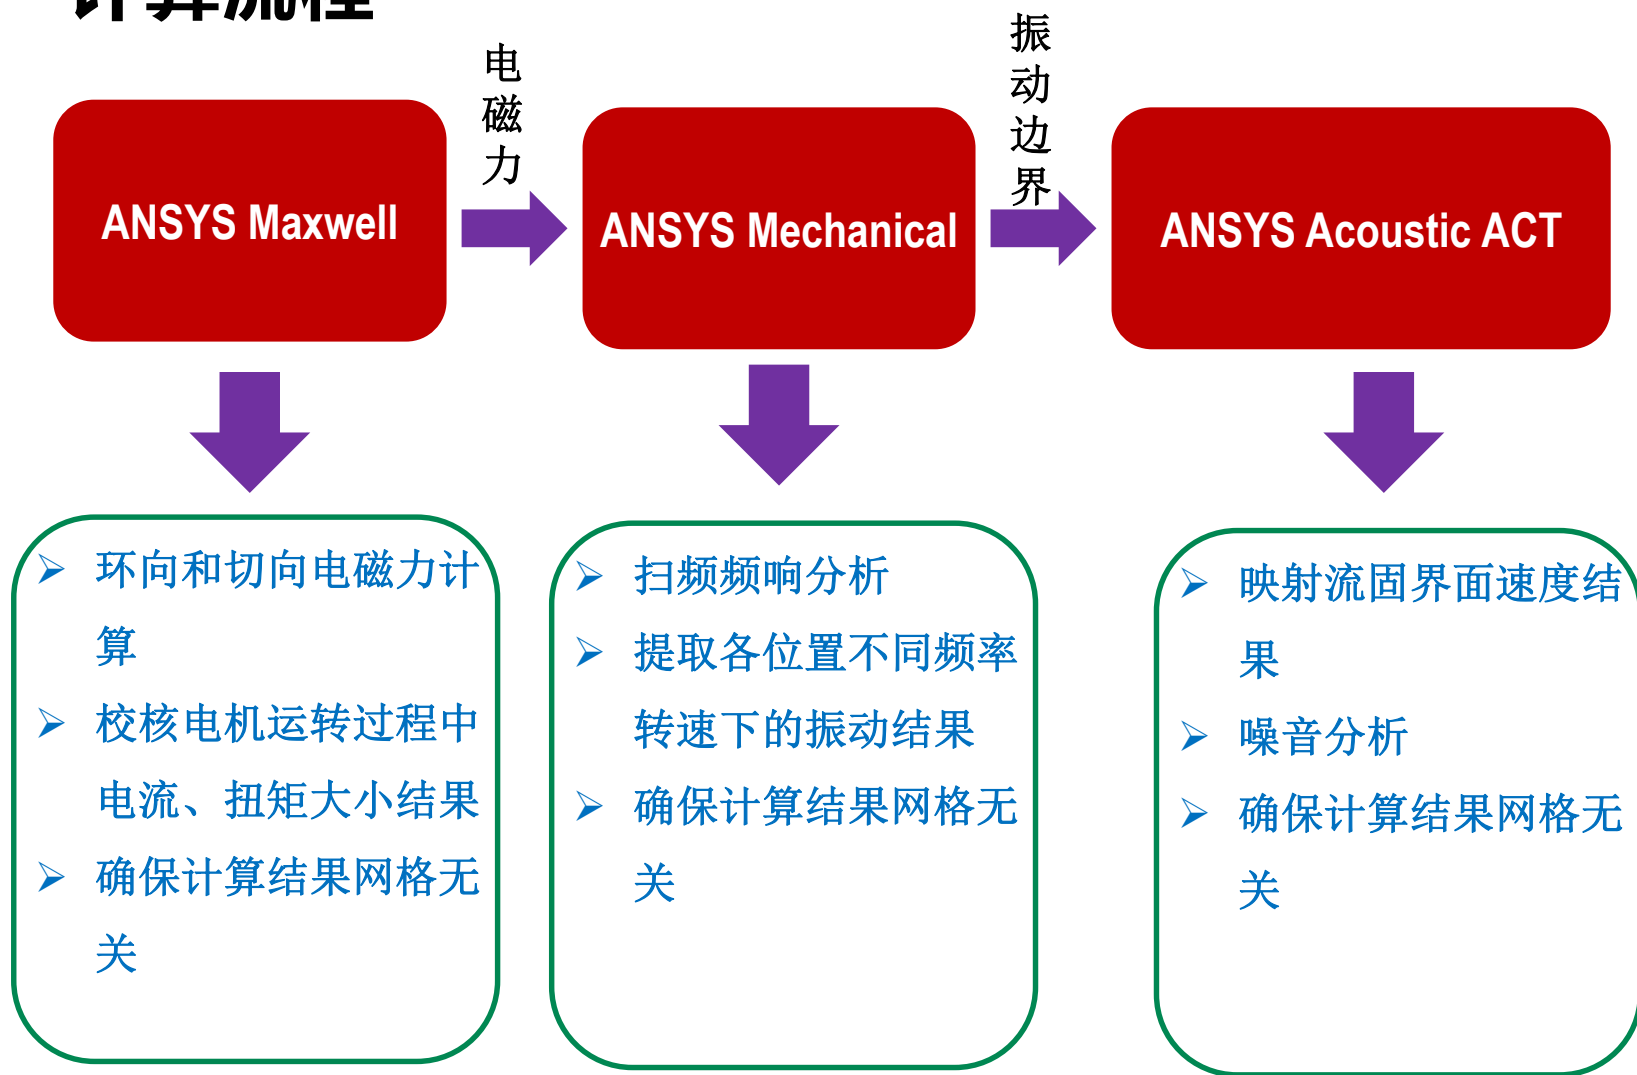 计算流程
电
磁
力
振
动
边
界
ANSYS Maxwell
ANSYS Mechanical
ANSYS Acoustic ACT
➢ 环向和切向电磁力计
算
➢ 校核电机运转过程中
电流、扭矩大小结果
➢ 确保计算结果网格无
关
➢ 扫频频响分析
➢ 提取各位置不同频率
转速下的振动结果
➢ 确保计算结果网格无
关
➢ 映射流固界面速度结
果
➢ 噪音分析
➢ 确保计算结果网格无
关